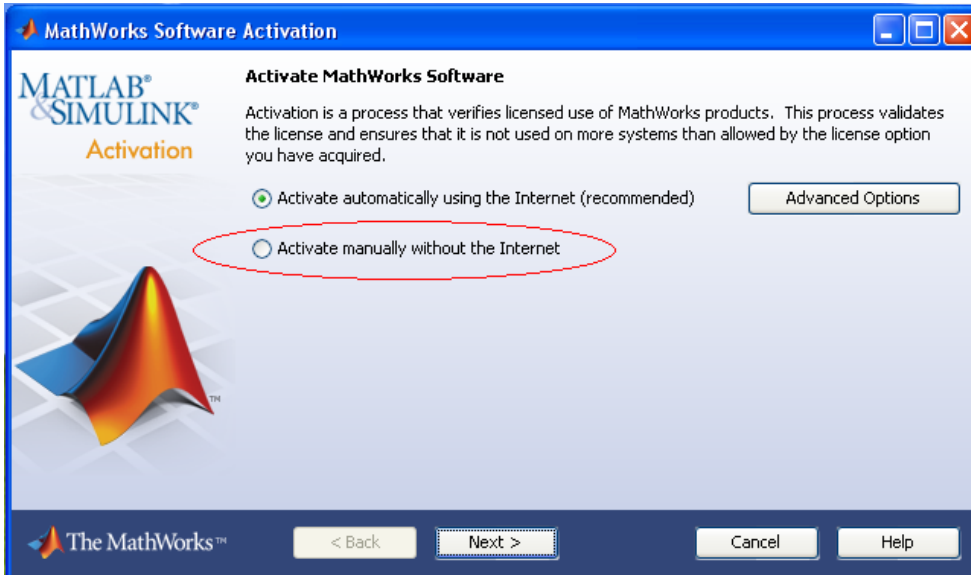 MathWorks Software Activation
MATLAB®
&SIMULINK®
Activation
Activate MathWorks Software
Activation is a process that verifies licensed use of MathWorks products. This process validates
the license and ensures that it is not used on more systems than allowed by the license option
you have acquired.
Activate automatically using the Internet (recommended)
Advanced Options
Activate manually without the Internet
TM
The MathWorks™
< Back
Next >
Cancel
Help